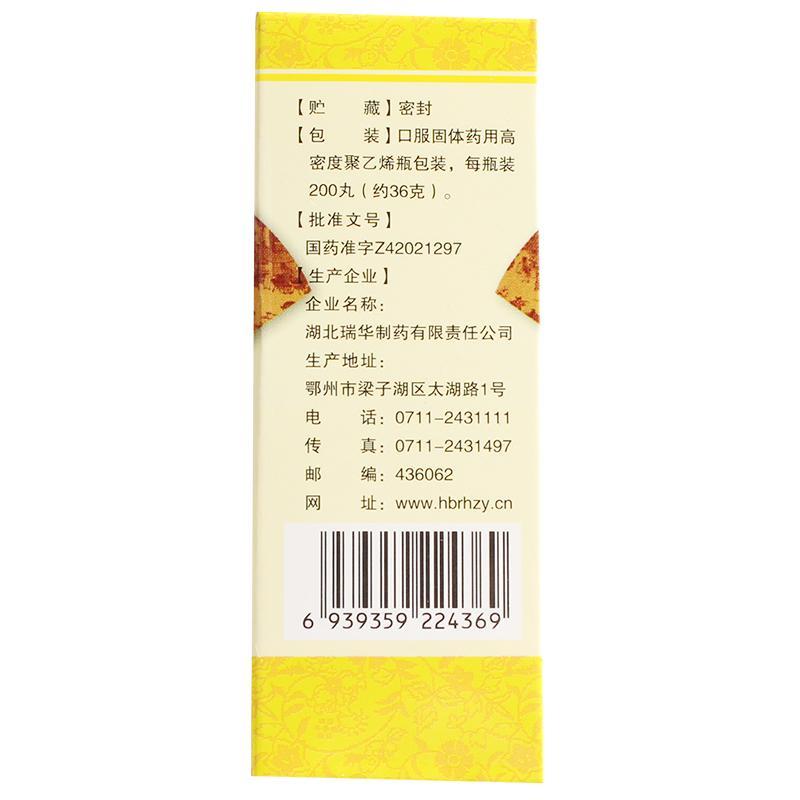 【贮　　藏】密封
【包　　装】口服固体药用高
密度聚乙烯瓶包装，每瓶装
200丸（约36克）。
【批准文号】
国药准字Z42021297
【生产企业】
企业名称：
湖北瑞华制药有限责任公司
生产地址：
鄂州市梁子湖区太湖路1号
电　　话：0711-2431111
传　　真：0711-2431497
邮　　编：436062
网　　址：www.hbrhzy.cn
6 939359 224369